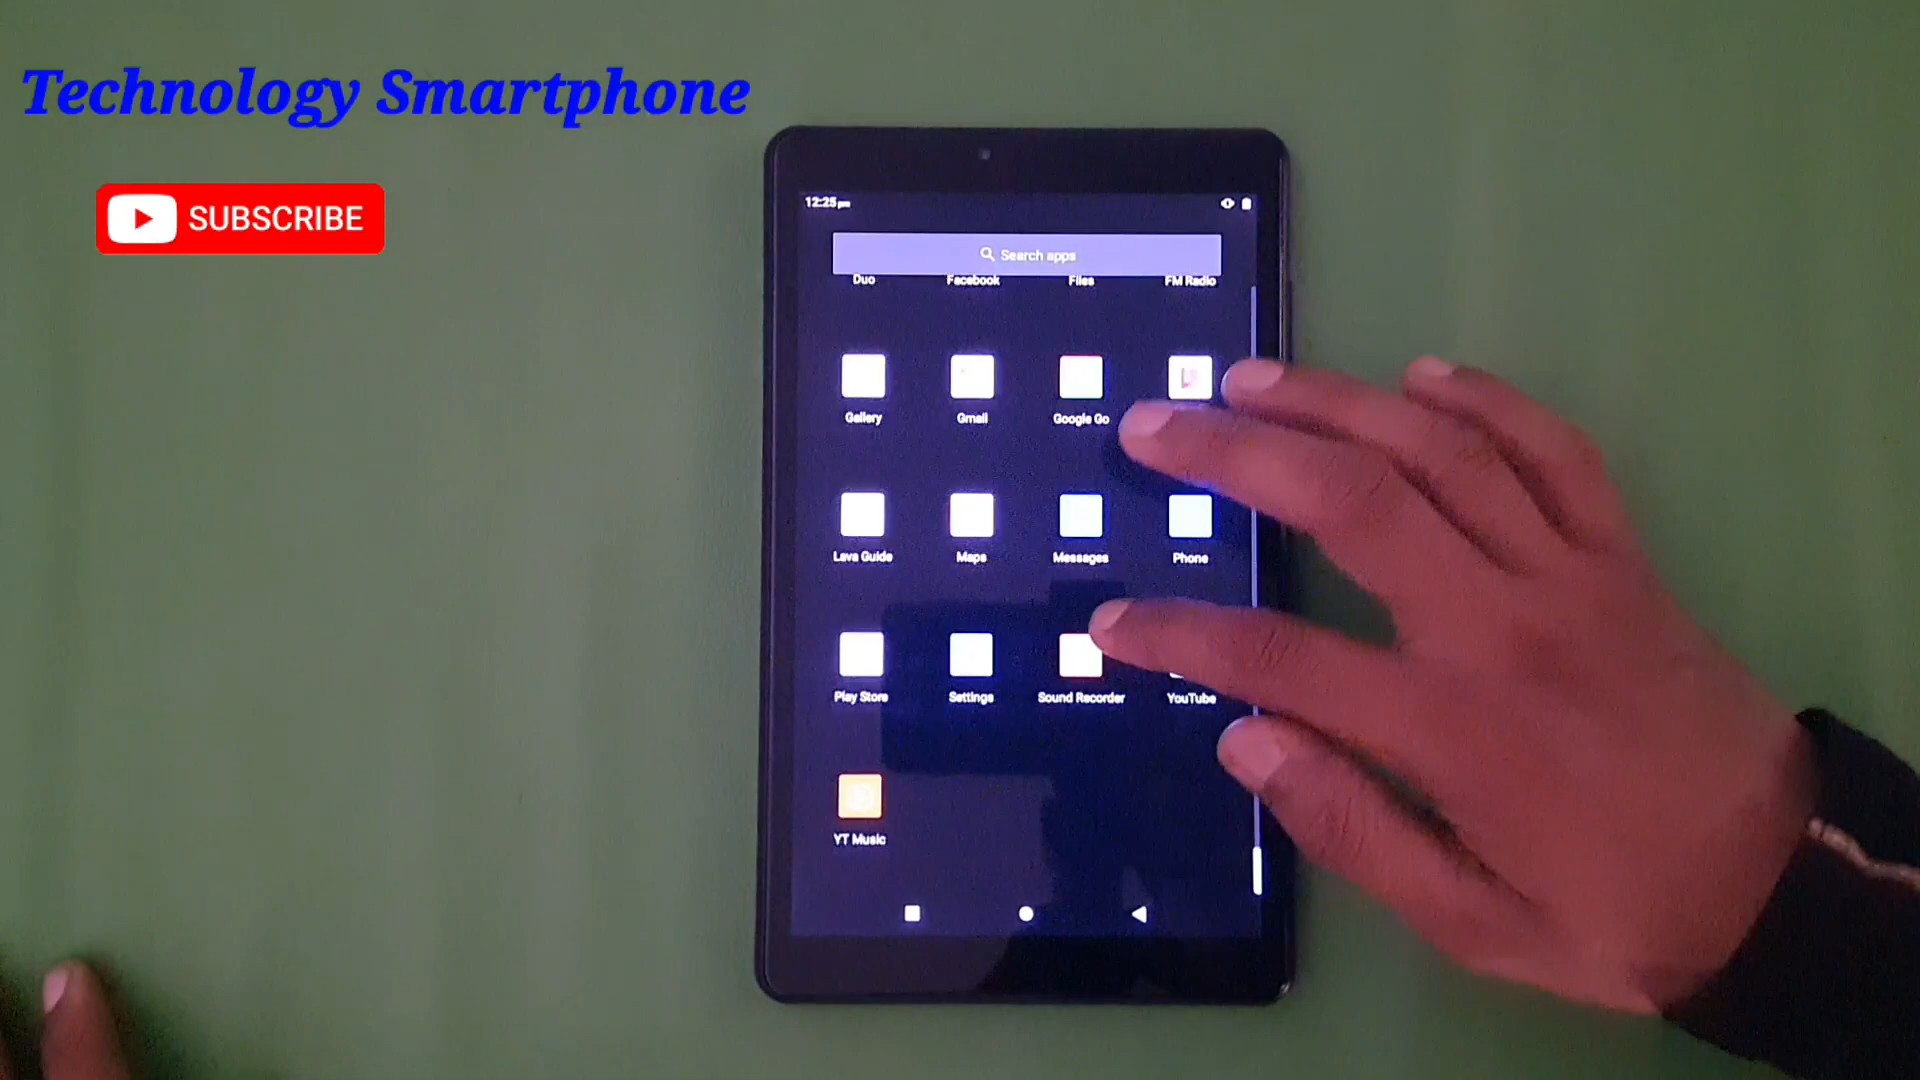 Technology Smartphone
SUBSCRIBE
12:25 pm
Search apps
Duo Facebook Files FM Radio
Gallery Gmail Google Go
Lava Guide Maps Messages Phone
Play Store Settings Sound Recorder YouTube
YT Music